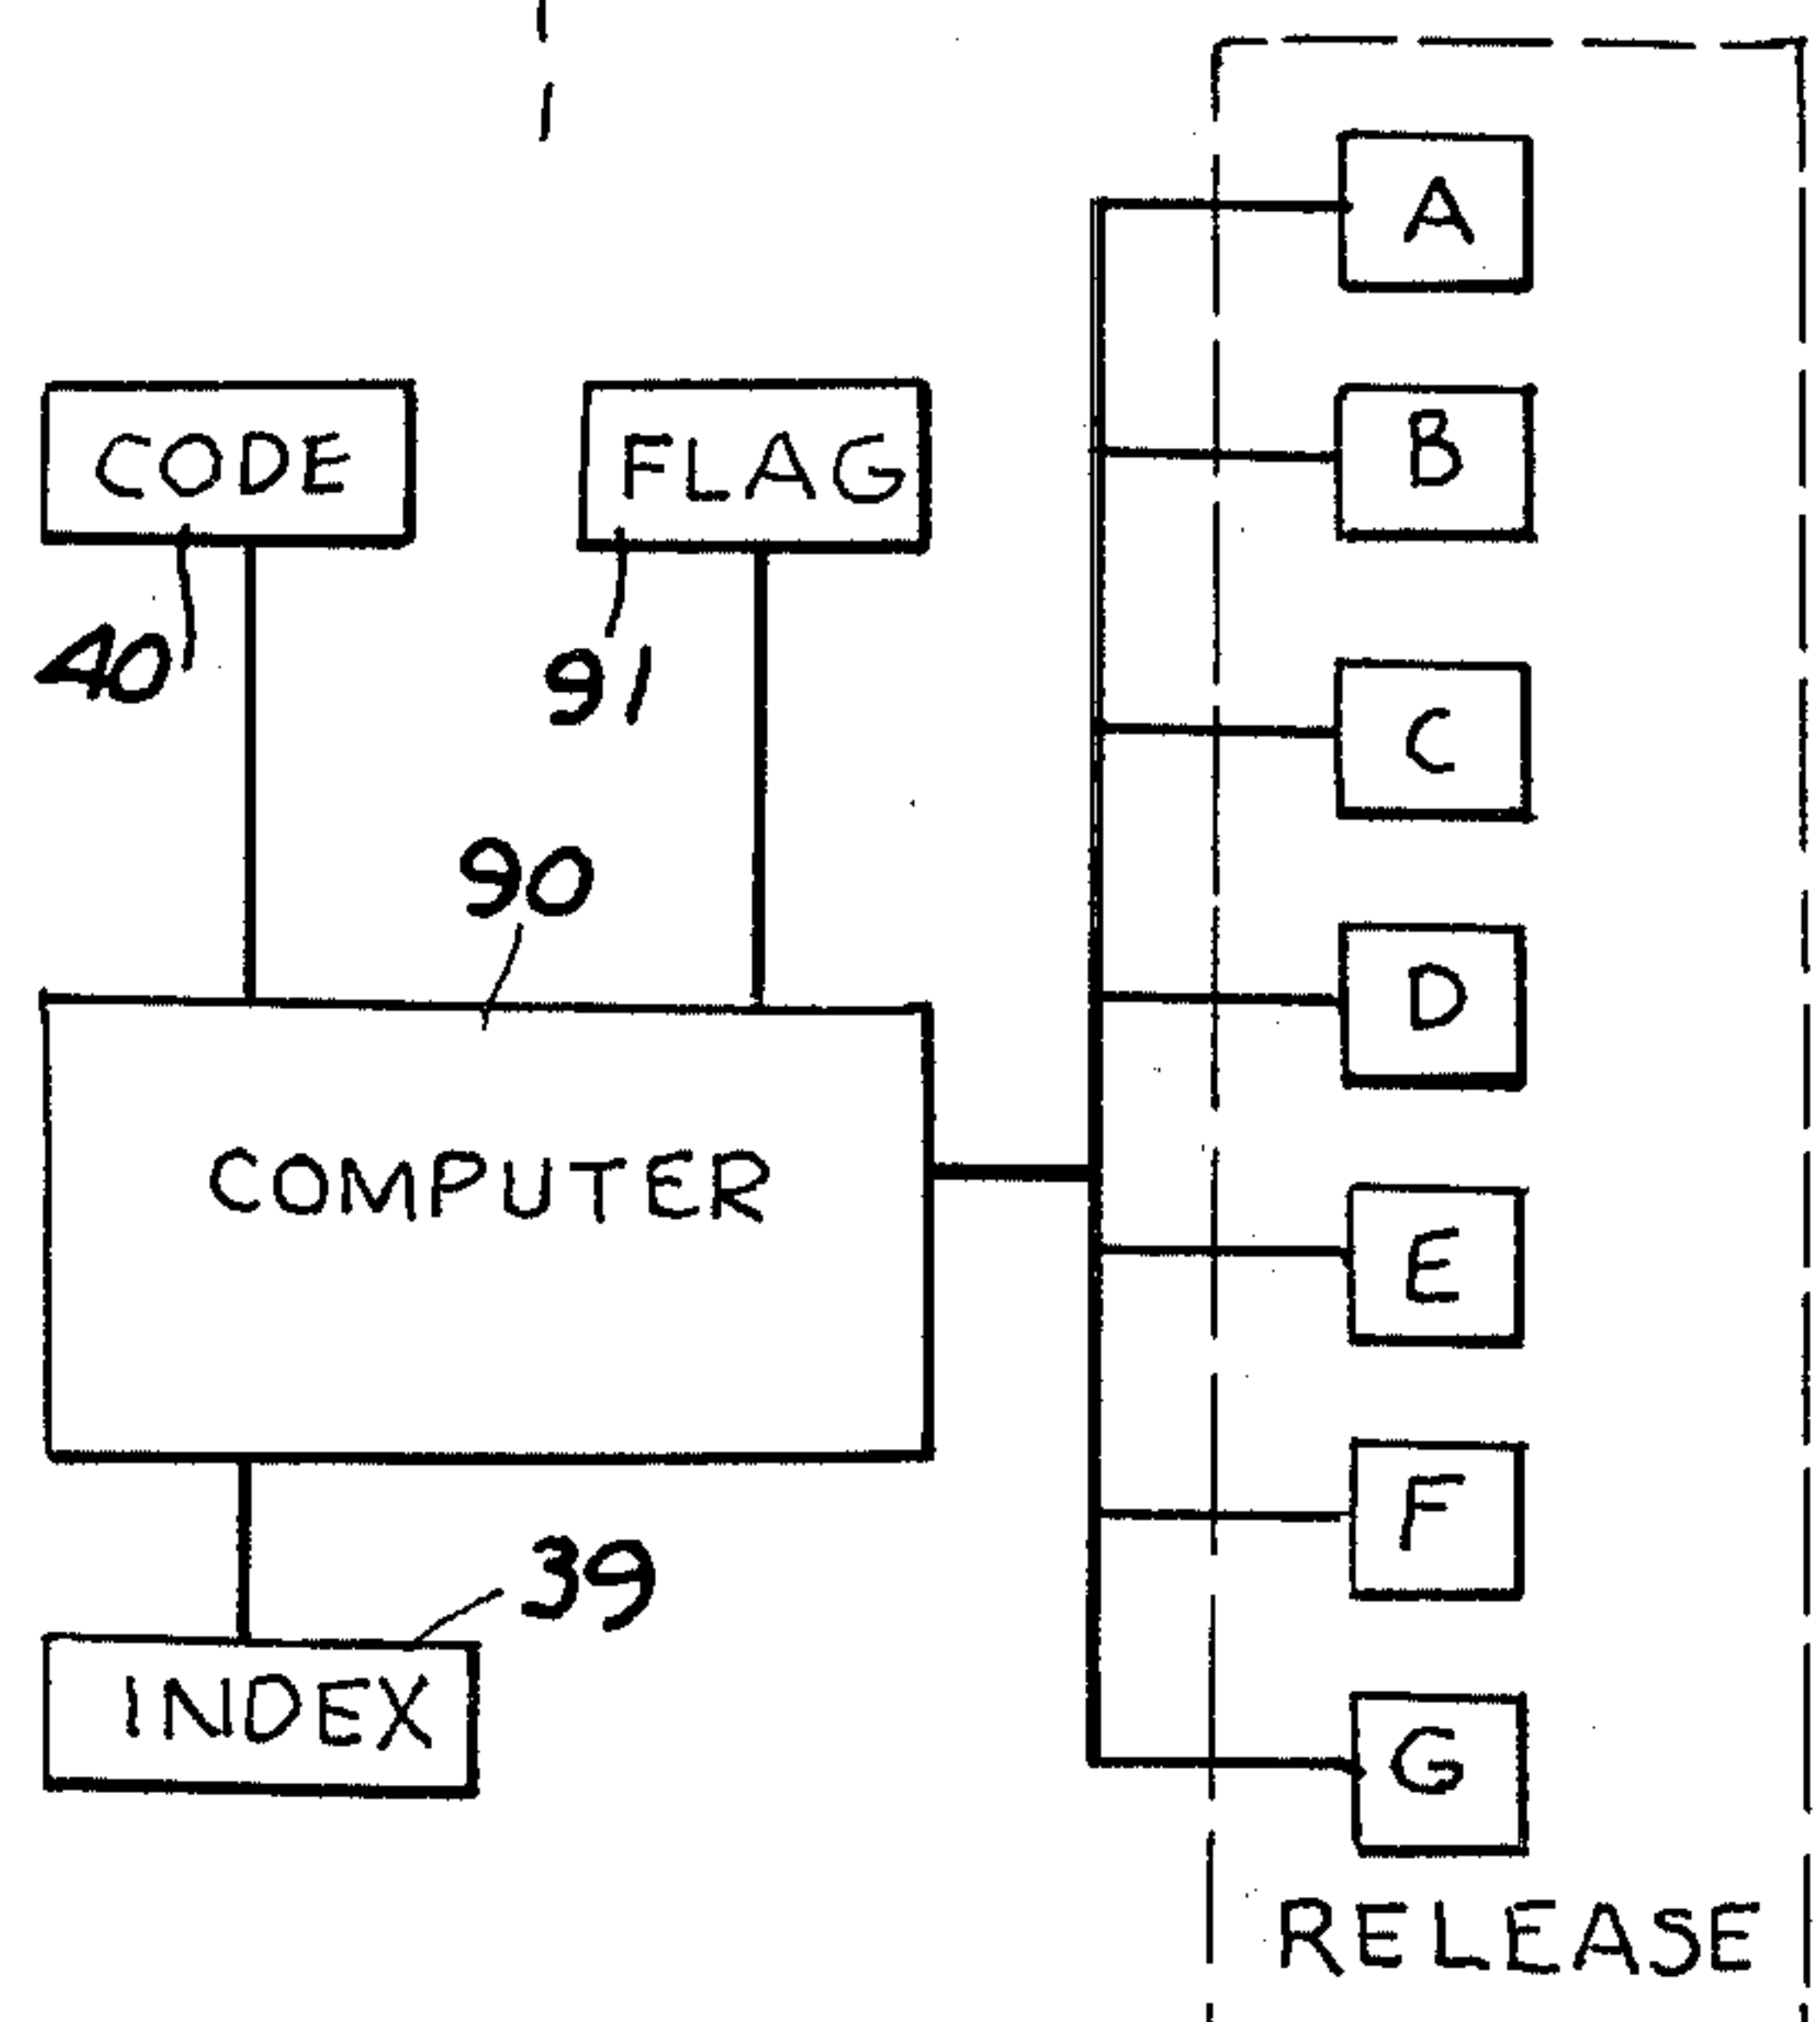 A
CODE
FLAG
B
40
91
C
90
D
COMPUTER
E
F
39
INDEX
G
RELEASE